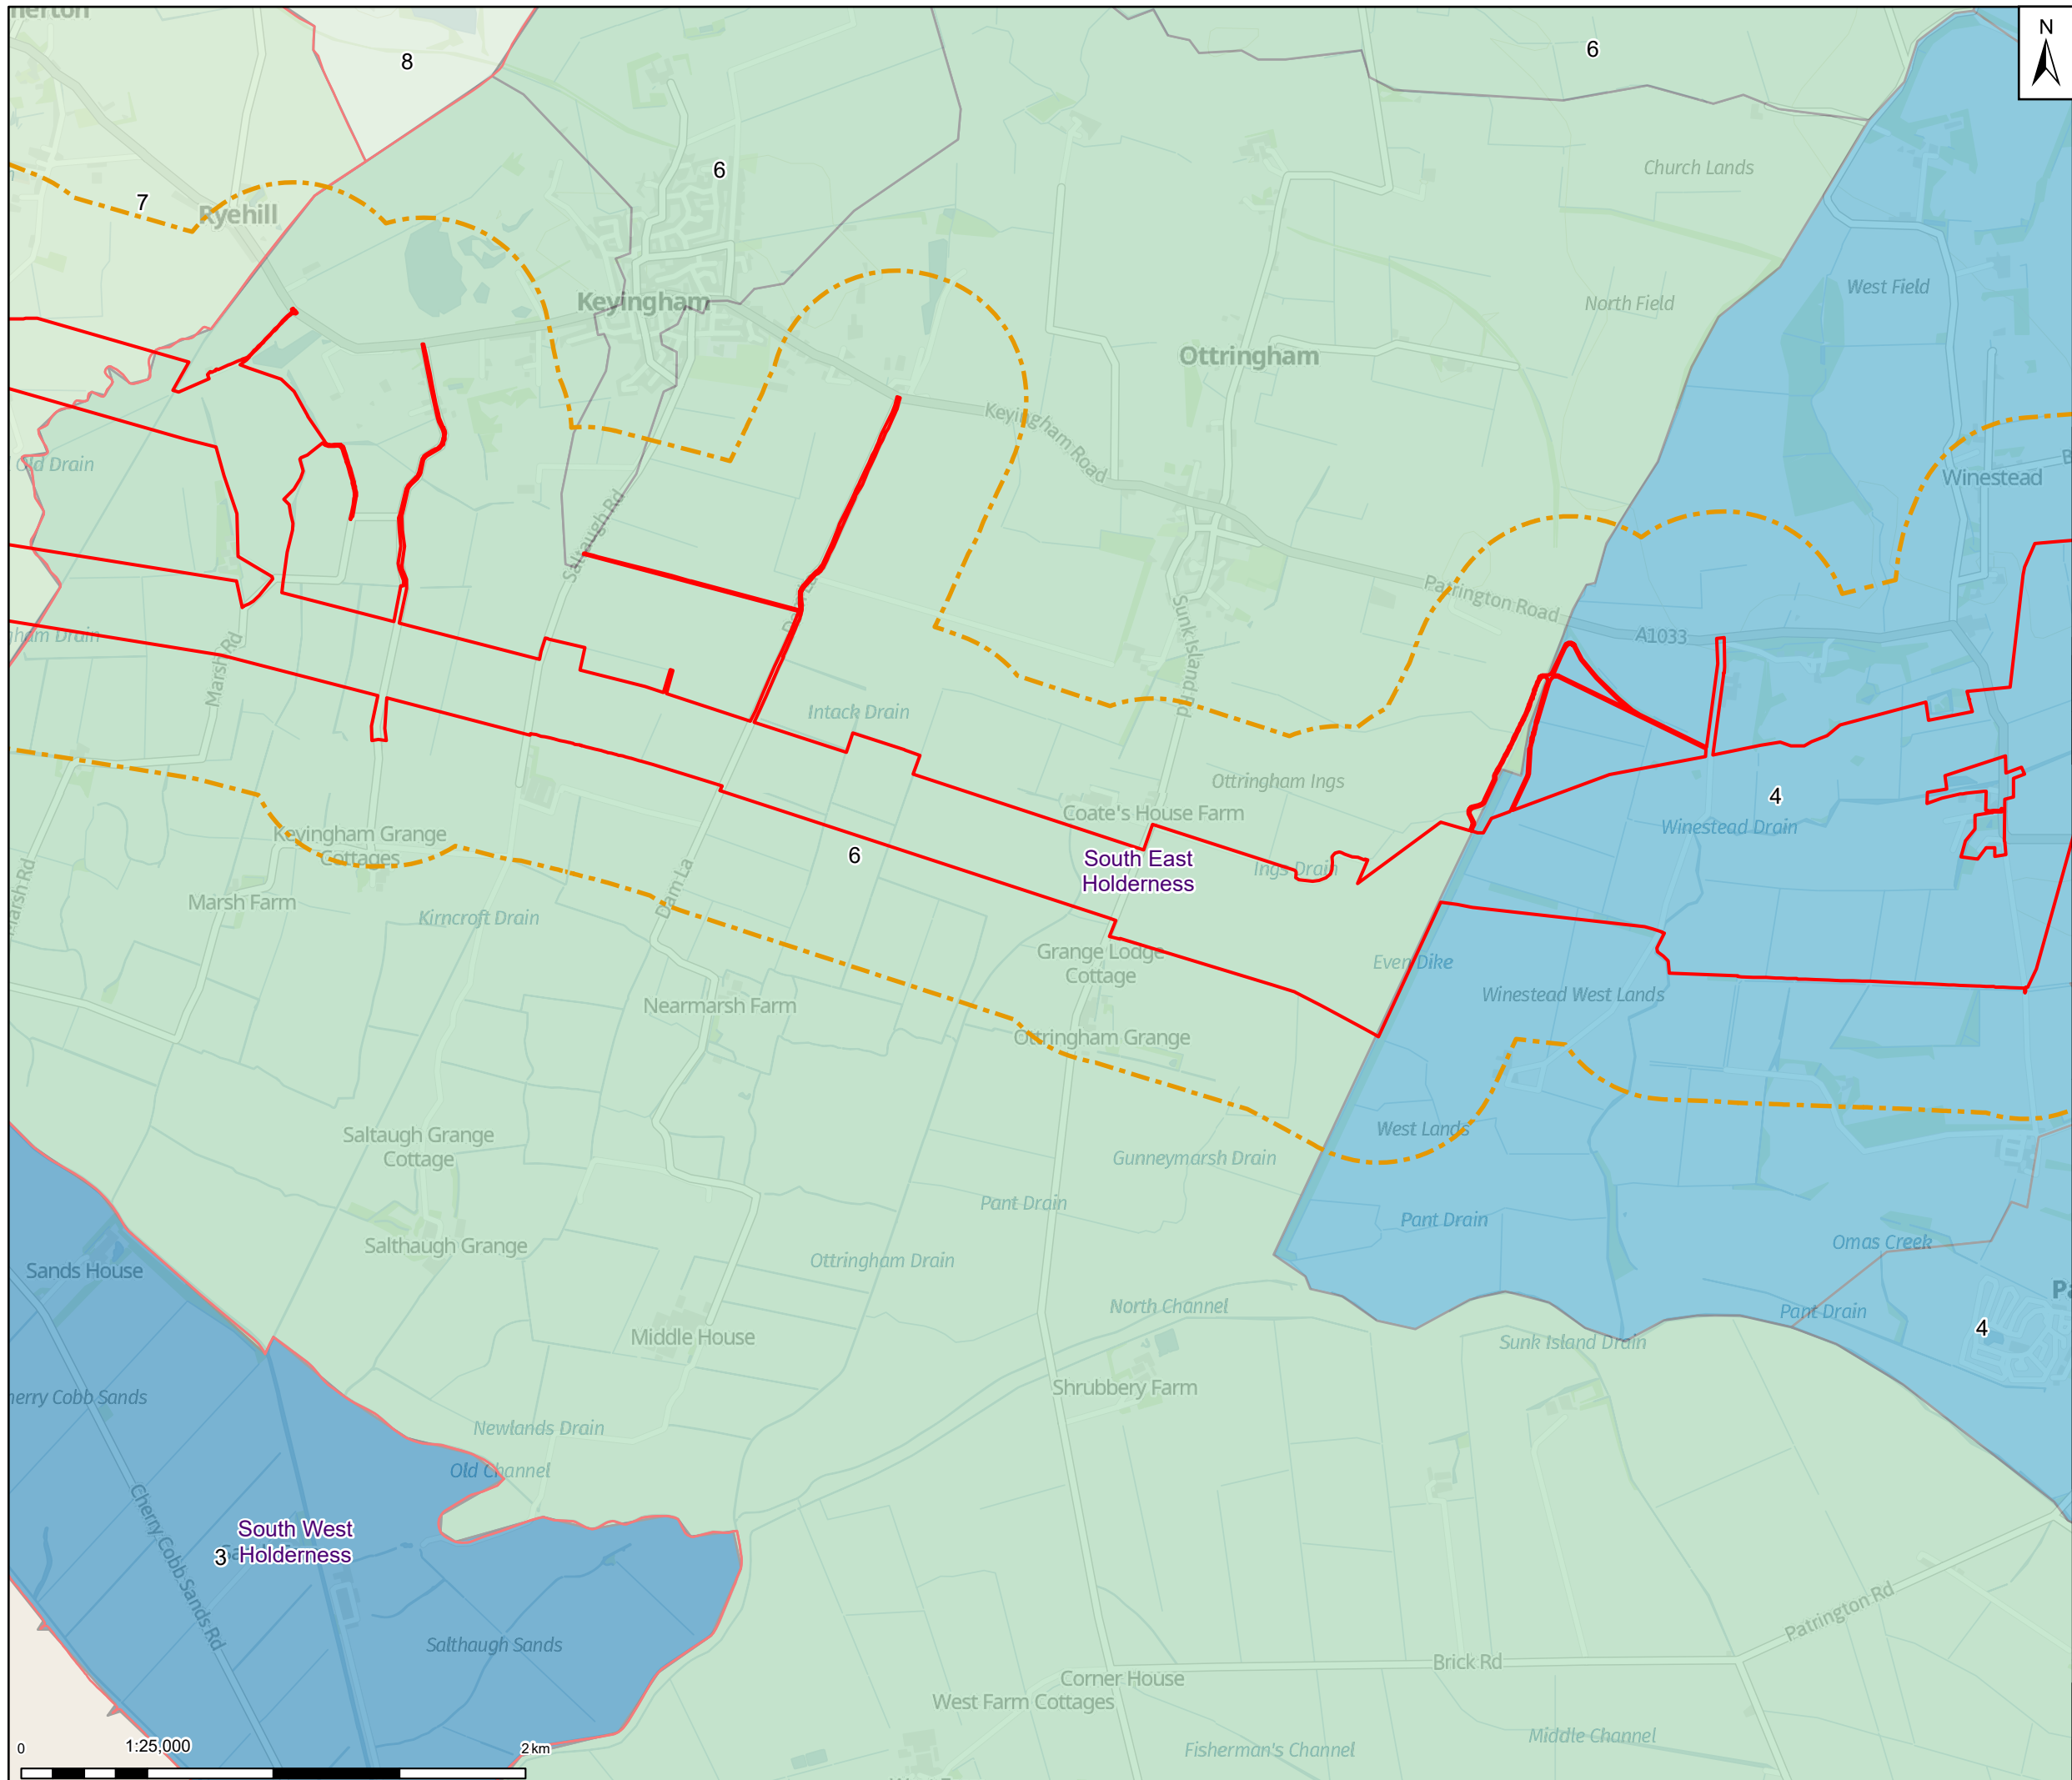 N
8
6
6
7
Church Lands
Ryehill
West Field
Keyingham
North Field
Ottringham
Keyingham Road
Old Drain
Winestead
Saltaugh Rd
Patrington Road
A1033
Marsh Rd
Sunk Island Rd
Intack Drain
Ottringham Ings
4
Coate's House Farm
Winestead Drain
Keyingham Grange
Cottages
6
South East
Holderness
Ings Drain
Marsh Rd
Marsh Farm
Dam La
Kirncroft Drain
Grange Lodge
Cottage
Even Dike
Winestead West Lands
Nearmarsh Farm
Ottringham Grange
Saltaugh Grange
Cottage
West Lands
Gunneymarsh Drain
Pant Drain
Pant Drain
Salthaugh Grange
Omas Creek
Ottringham Drain
Sands House
North Channel
Pant Drain
4
Middle House
Sunk Island Drain
Shrubbery Farm
herry Cobb Sands
Newlands Drain
Old Channel
Cherry Cobb Sands Rd
South West
3 Holderness
Patrington Rd
Salthaugh Sands
Brick Rd
Corner House
West Farm Cottages
Middle Channel
Fisherman's Channel
0
1:25,000
2 km